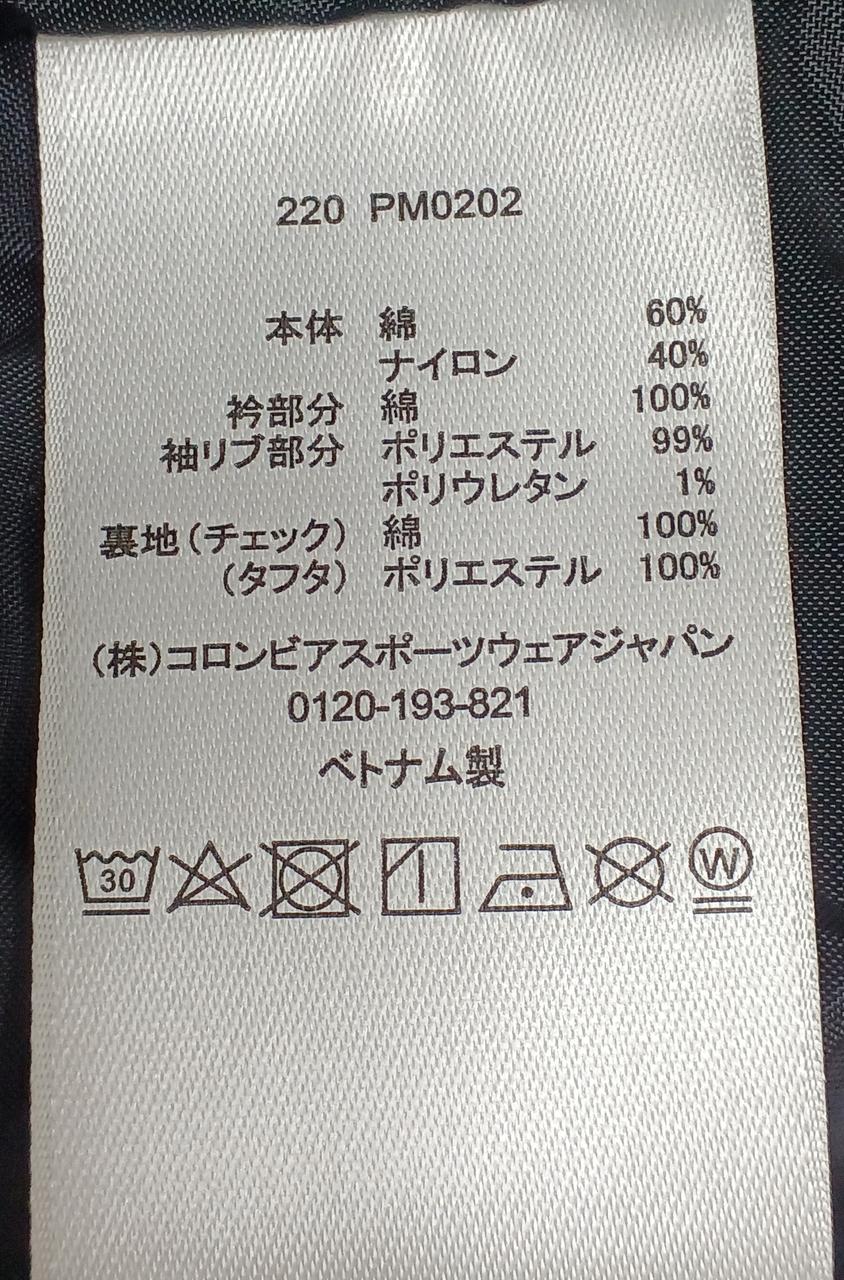 220 PM0202
本体 綿 60%
ナイロン 40%
衿部分 綿 100%
袖リブ部分 ポリエステル 99%
ポリウレタン 1%
裏地(チェック) 綿 100%
(タフタ) ポリエステル 100%
(株)コロンビアスポーツウェアジャパン
0120-193-821
ベトナム製
30 W